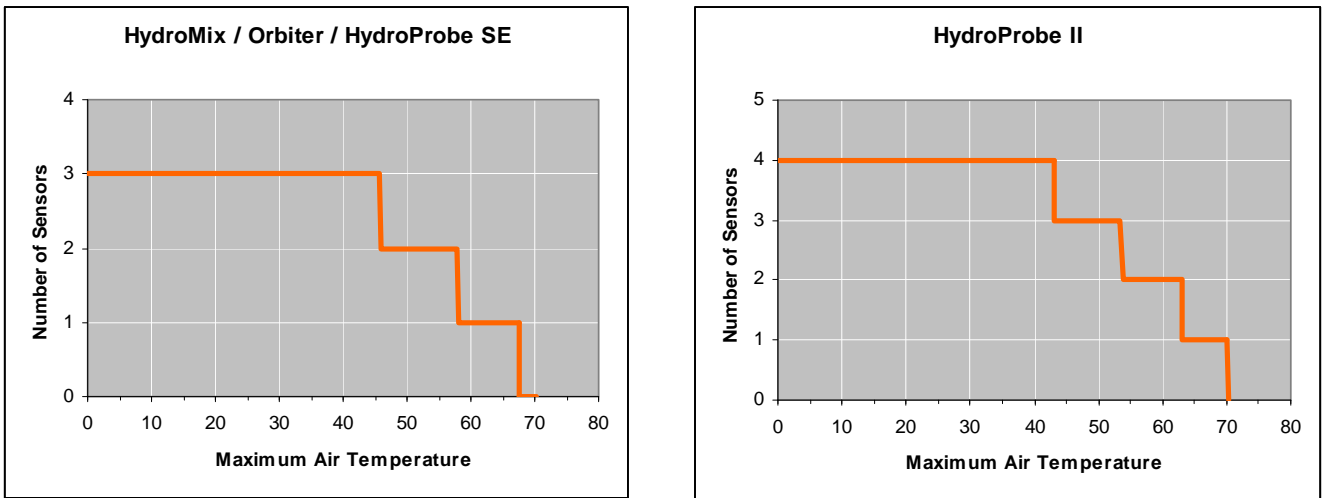 HydroMix / Orbiter / HydroProbe SE
4
3
2
1
0
Number of Sensors
0 10 20 30 40 50 60 70 80
Maximum Air Temperature
HydroProbe II
5
4
3
2
1
0
Number of Sensors
0 10 20 30 40 50 60 70 80
Maximum Air Temperature